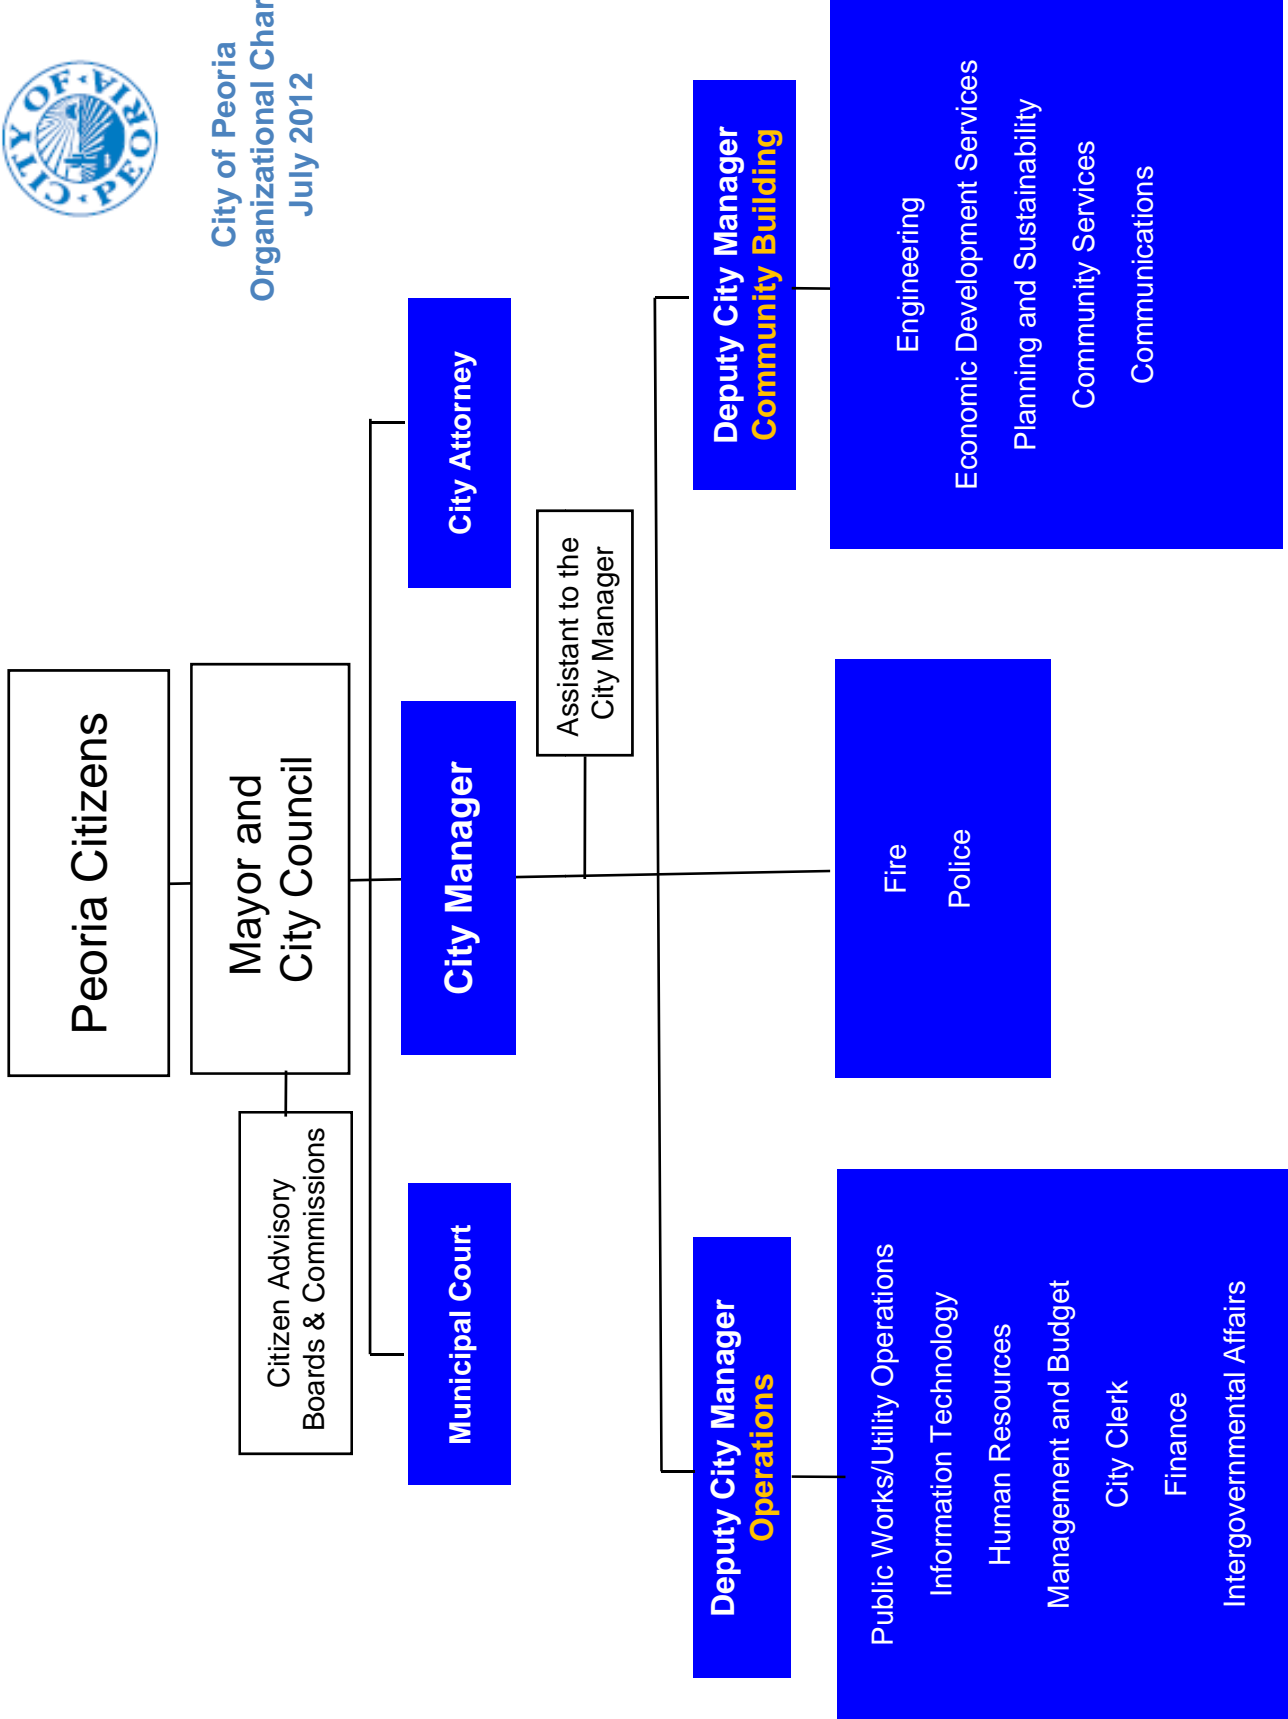 CITY OF PEORIA
City of Peoria
Organizational Char
July 2012
Peoria Citizens
Mayor and
City Council
Citizen Advisory
Boards & Commissions
Municipal Court
City Manager
City Attorney
Assistant to the
City Manager
Deputy City Manager
Operations
Deputy City Manager
Community Building
Public Works/Utility Operations
Information Technology
Human Resources
Management and Budget
City Clerk
Finance
Intergovernmental Affairs
Fire
Police
Engineering
Economic Development Services
Planning and Sustainability
Community Services
Communications